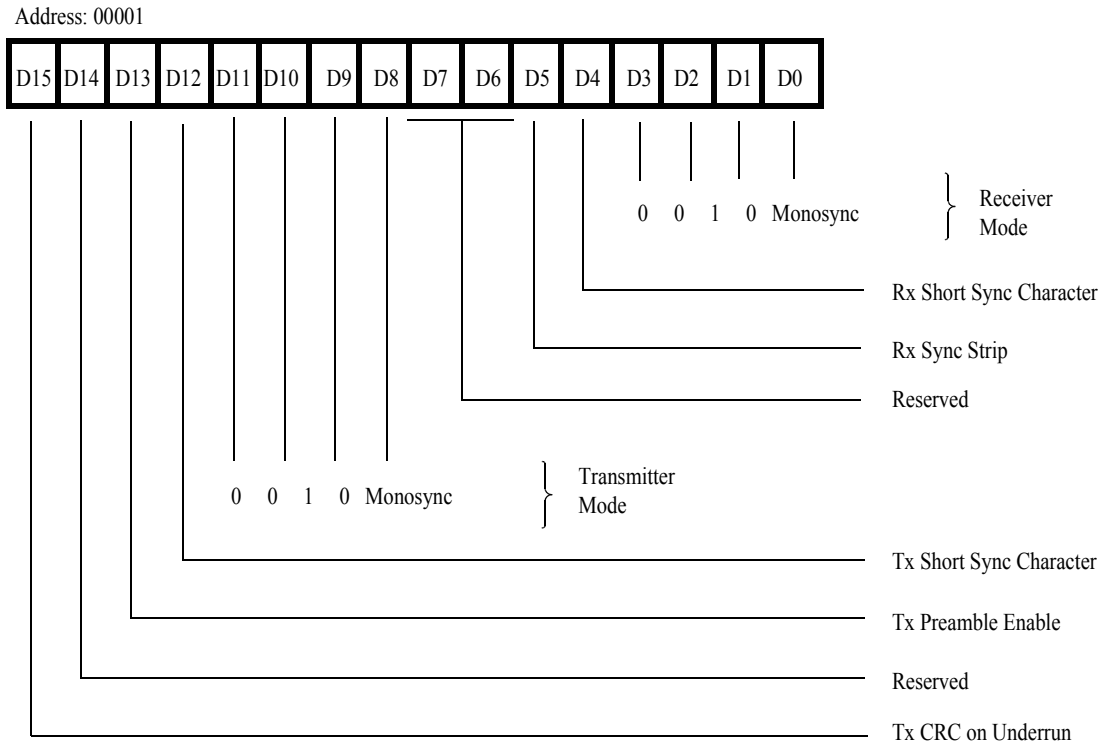 Address: 00001
D15 D14 D13 D12 D11 D10 D9 D8 D7 D6 D5 D4 D3 D2 D1 D0
0 0 1 0 Monosync
Receiver
Mode
Rx Short Sync Character
Rx Sync Strip
Reserved
0 0 1 0 Monosync
Transmitter
Mode
Tx Short Sync Character
Tx Preamble Enable
Reserved
Tx CRC on Underrun